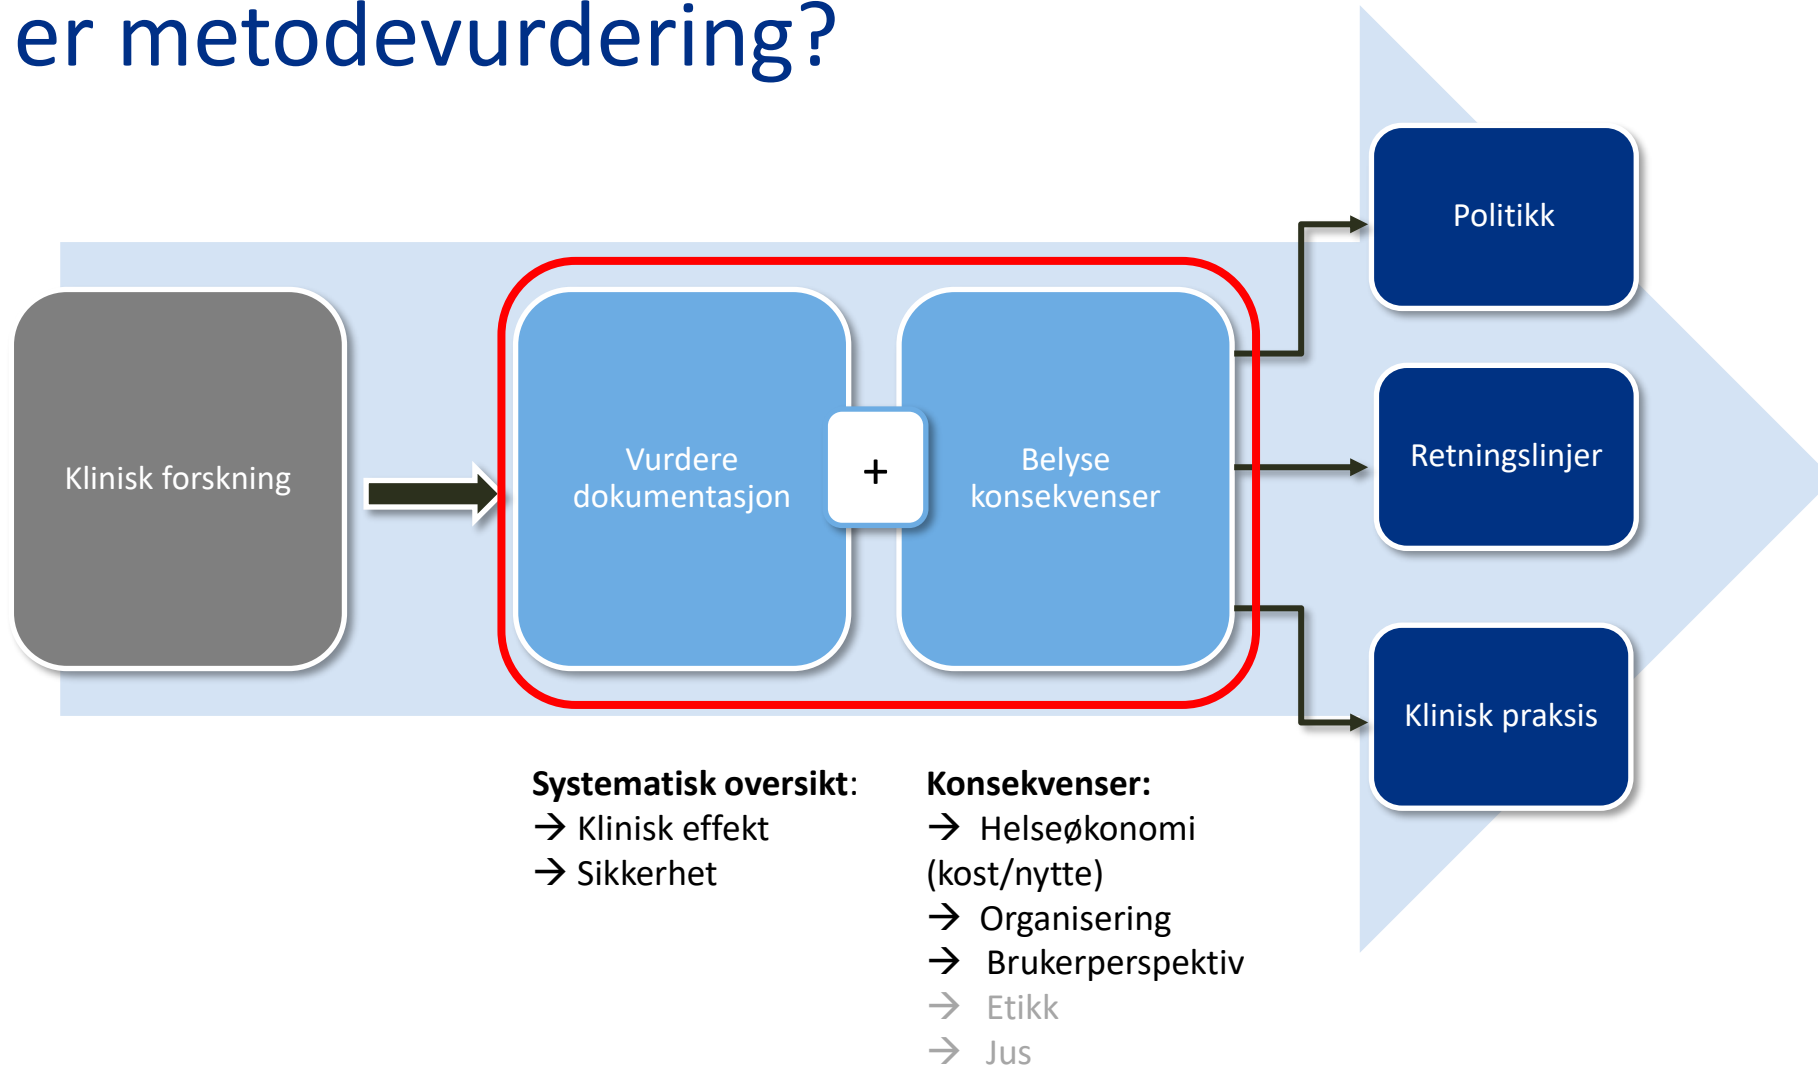 er metodevurdering?
Klinisk forskning
Vurdere
dokumentasjon
+
Belyse
konsekvenser
Politikk
Retningslinjer
Klinisk praksis
Systematisk oversikt:
→ Klinisk effekt
→ Sikkerhet
Konsekvenser:
→ Helseøkonomi
(kost/nytte)
→ Organisering
→ Brukerperspektiv
→ Etikk
→ Jus